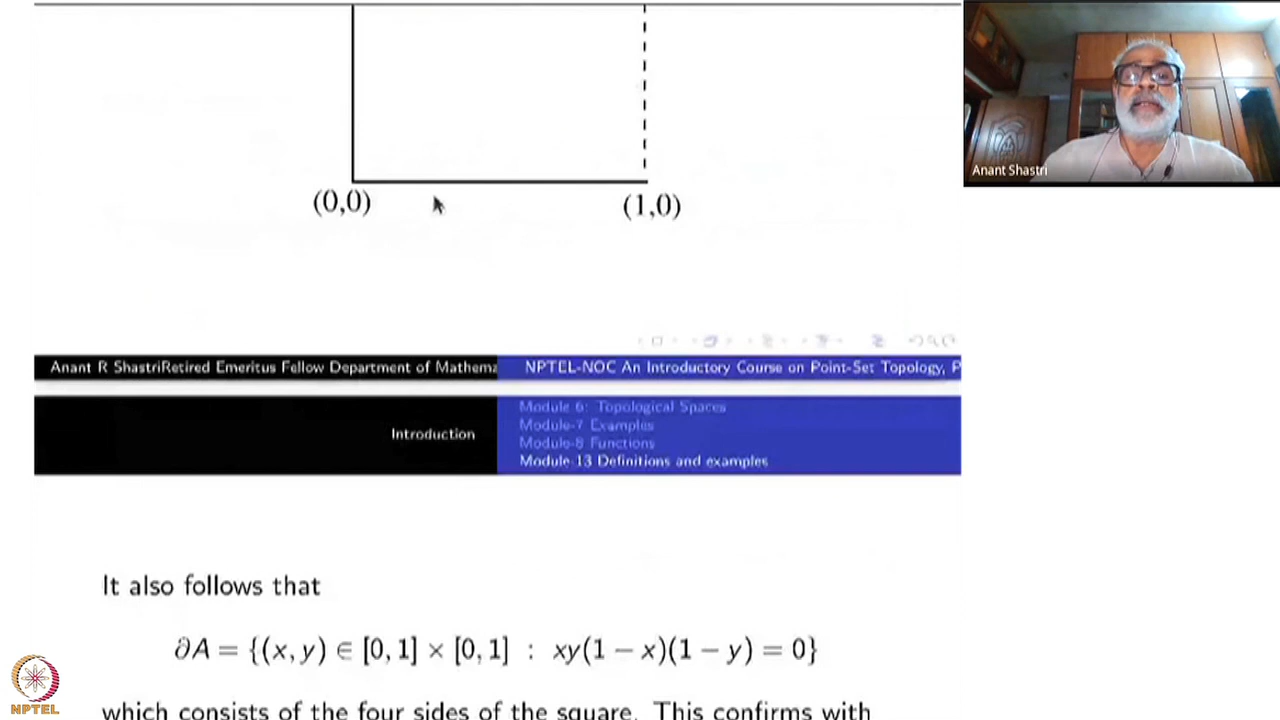 Anant Shastri
(0,0)
(1,0)
Anant R ShastriRetired Emeritus Fellow Department of Mathema
NPTEL-NOC An Introductory Course on Point-Set Topology, P
Introduction
Module 6: Topological Spaces
Module-7 Examples
Module-8 Functions
Module 13 Definitions and examples
It also follows that
∂A = {(x, y) ∈ [0, 1] × [0, 1] : xy(1 − x)(1 − y) = 0}
which consists of the four sides of the square. This confirms with
NPTEL